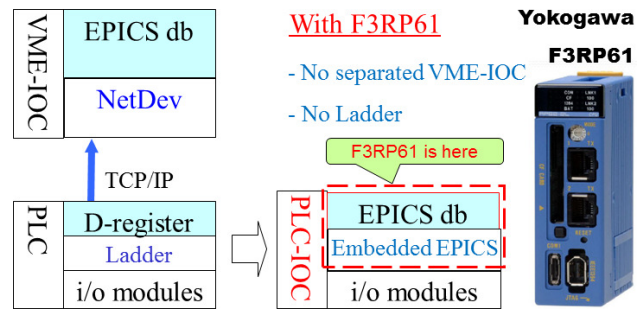 VME-IOC
EPICS db
NetDev
TCP/IP
PLC
D-register
Ladder
i/o modules
With F3RP61
- No separated VME-IOC
- No Ladder
F3RP61 is here
PLC-IOC
EPICS db
Embedded EPICS
i/o modules
Yokogawa
F3RP61